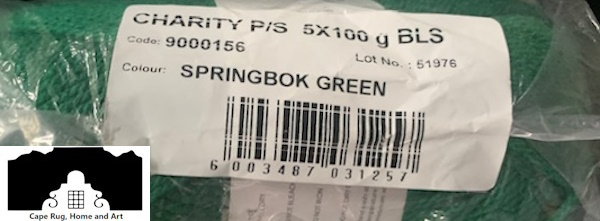 CHARITY P/S 5X100 g BLS
Code: 9000156
Lot No. : 51976
Colour: SPRINGBOK GREEN
6 003487 031257
Cape Rug, Home and Art